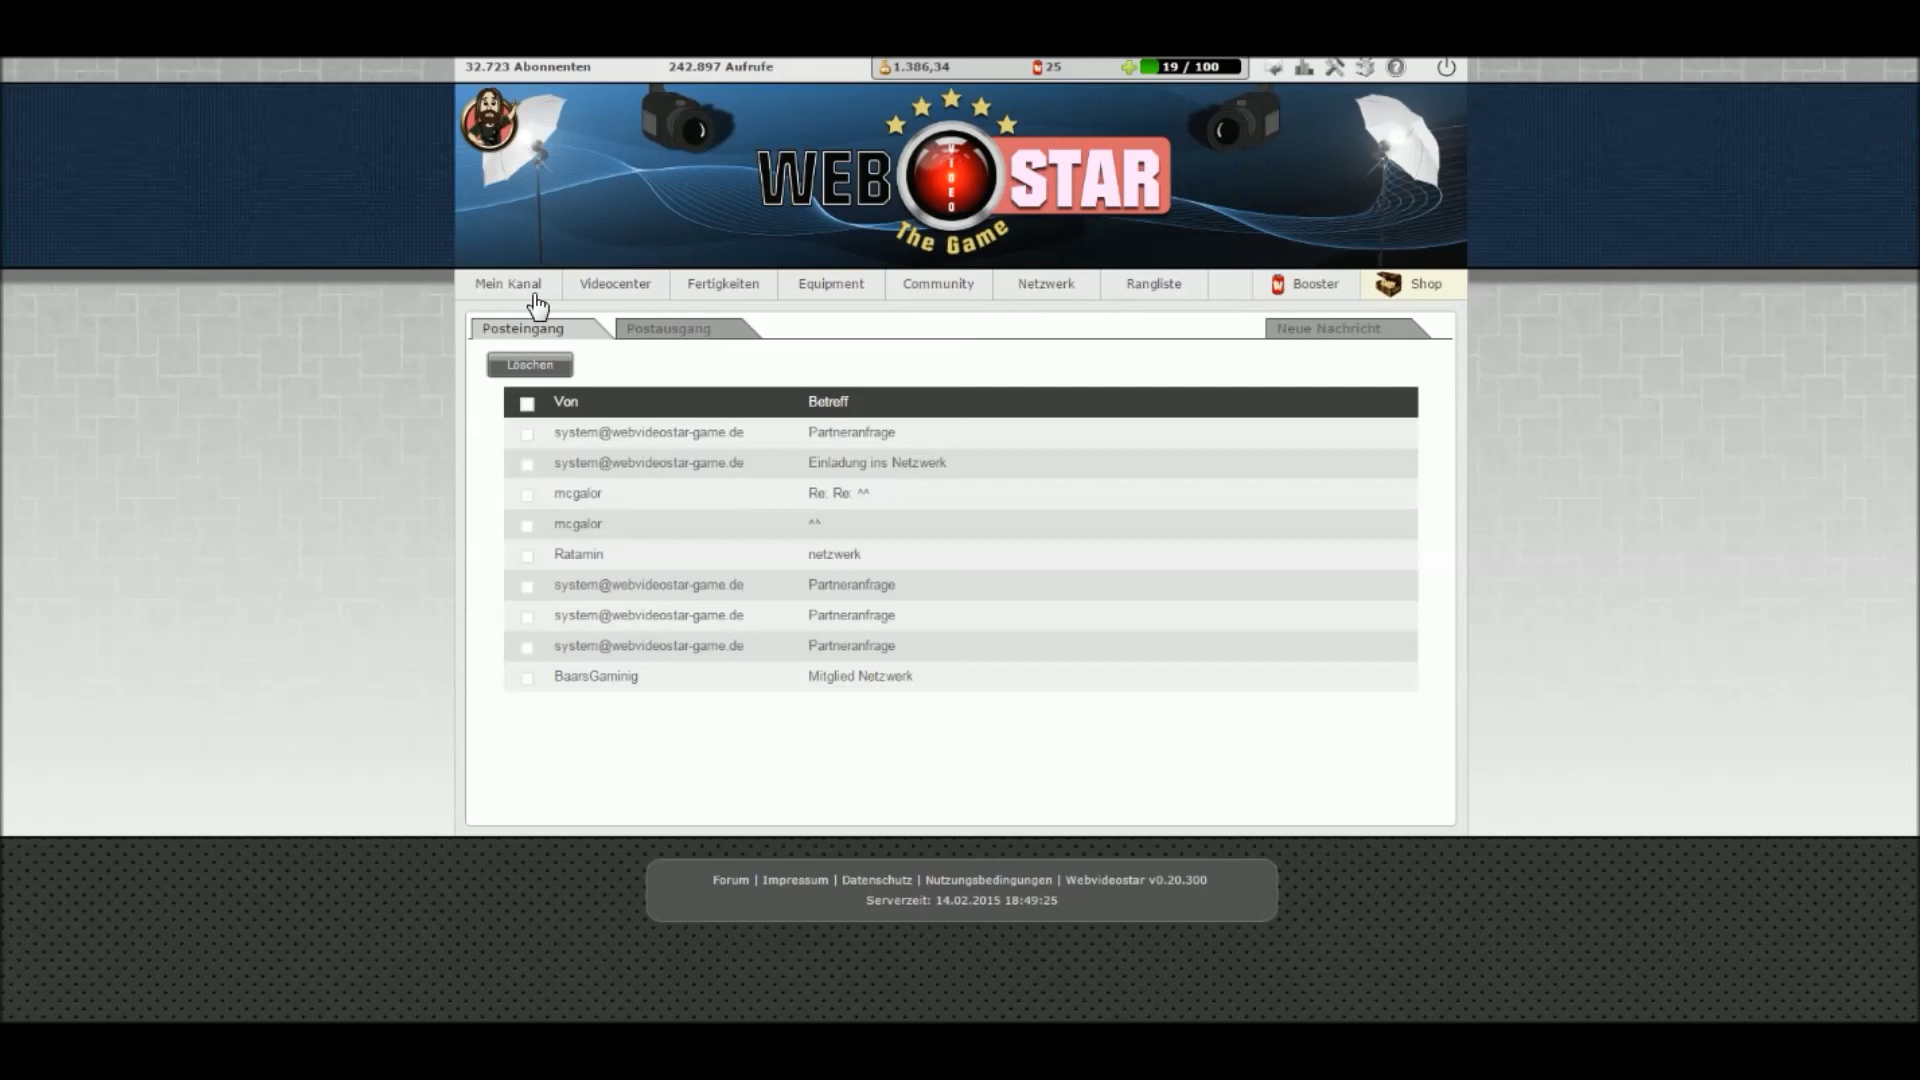 32.723 Abonnenten 242.897 Aufrufe 1.386,34 25 19 / 100
WEB VIDEO STAR
The Game
Mein Kanal Videocenter Fertigkeiten Equipment Community Netzwerk Rangliste Booster Shop
Posteingang Postausgang Neue Nachricht
Löschen
Von Betreff
system@webvideostar-game.de Partneranfrage
system@webvideostar-game.de Einladung ins Netzwerk
mcgalor Re: Re: ^^
mcgalor ^^
Ratamin netzwerk
system@webvideostar-game.de Partneranfrage
system@webvideostar-game.de Partneranfrage
system@webvideostar-game.de Partneranfrage
BaarsGaminig Mitglied Netzwerk
Forum | Impressum | Datenschutz | Nutzungsbedingungen | Webvideostar v0.20.300
Serverzeit: 14.02.2015 18:49:25